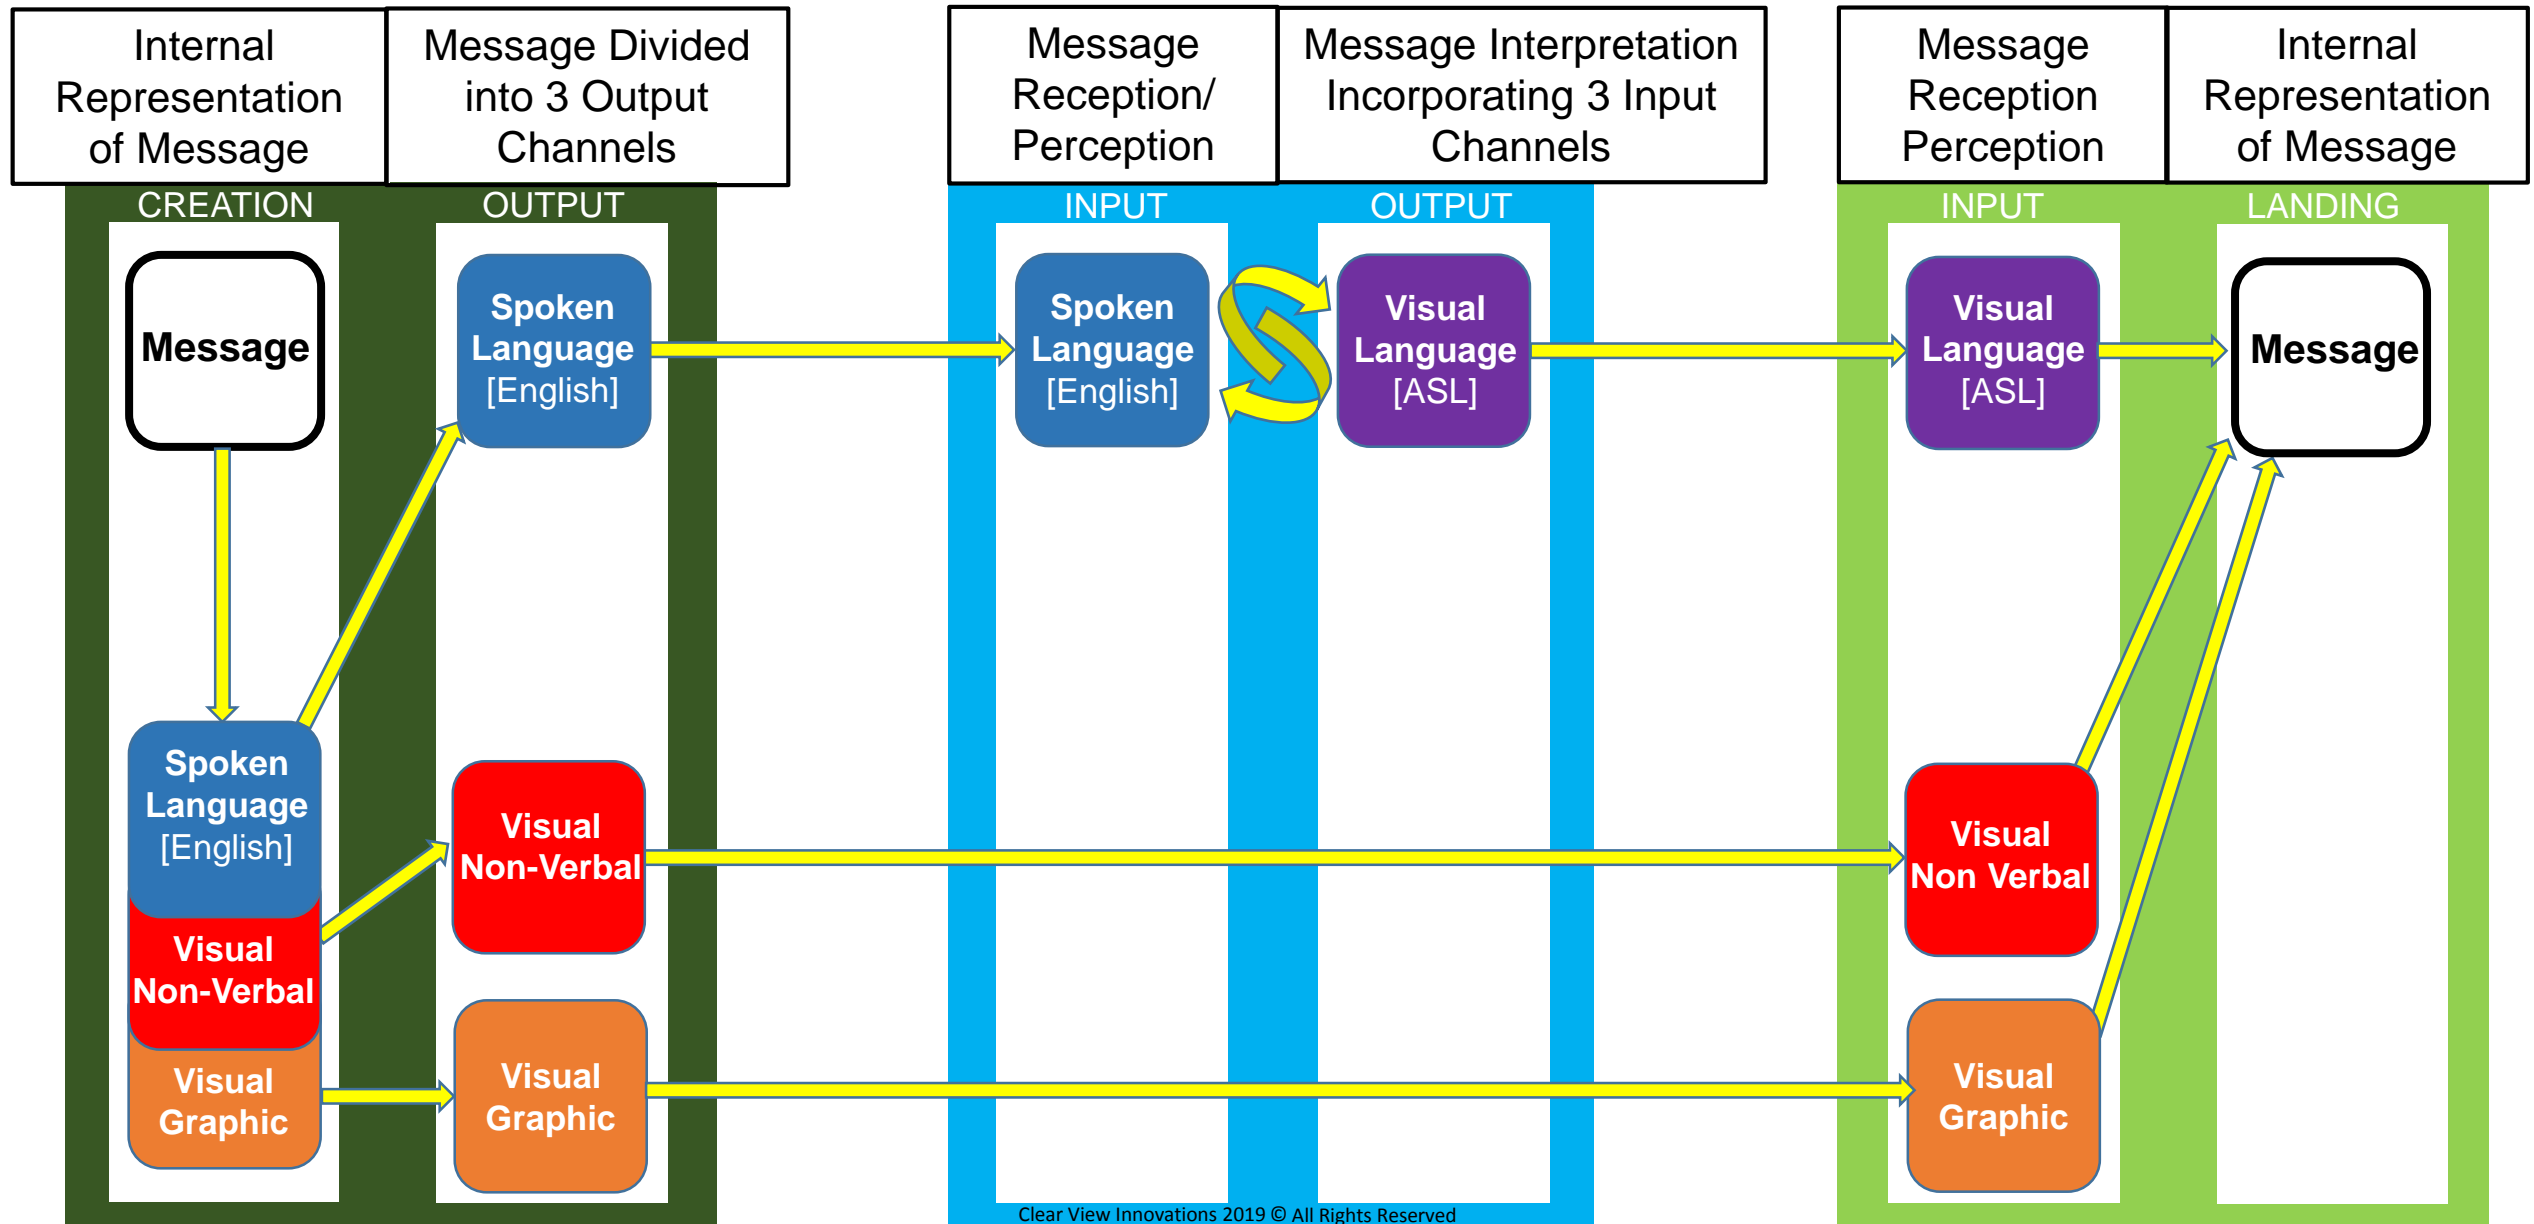 Internal
Representation
of Message
Message Divided
into 3 Output
Channels
Message
Reception/
Perception
Message Interpretation
Incorporating 3 Input
Channels
Message
Reception
Perception
Internal
Representation
of Message
CREATION
OUTPUT
INPUT
OUTPUT
INPUT
LANDING
Message
Spoken
Language
[English]
Spoken
Language
[English]
Visual
Language
[ASL]
Visual
Language
[ASL]
Message
Spoken
Language
[English]
Visual
Non-Verbal
Visual
Graphic
Visual
Non-Verbal
Visual
Graphic
Visual
Non Verbal
Visual
Graphic
Clear View Innovations 2019 © All Rights Reserved